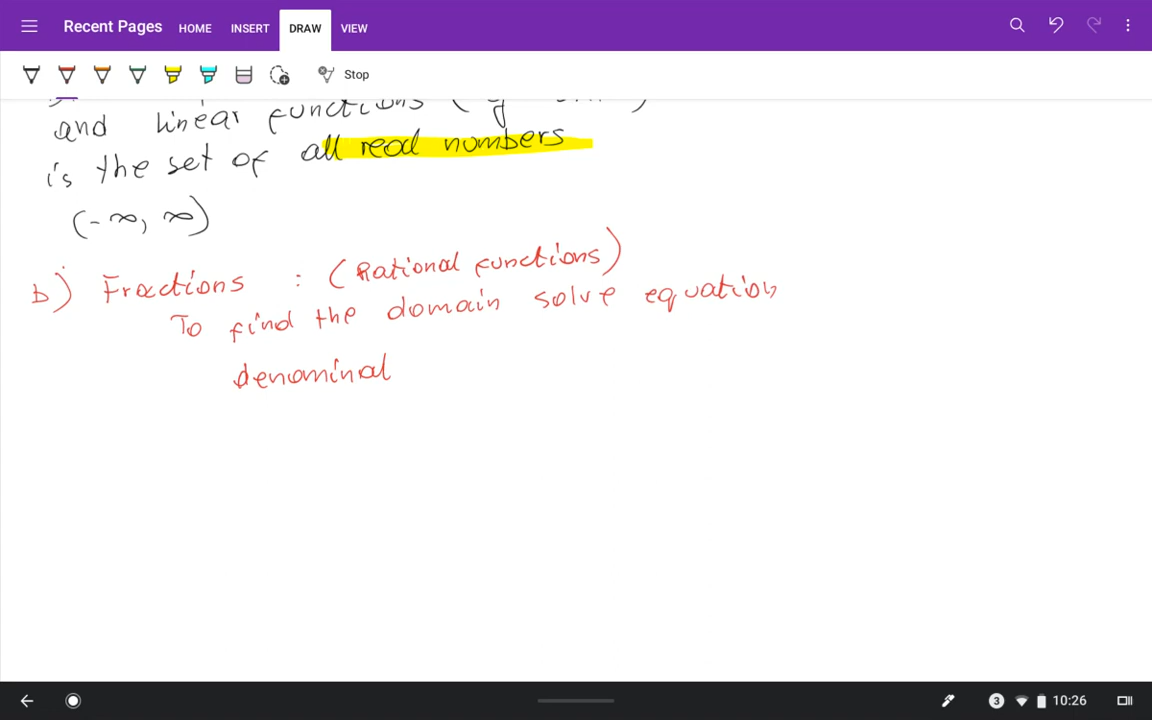 Recent Pages HOME INSERT DRAW VIEW
Stop
and linear functions (
is the set of all real numbers
(-∞, ∞)
b) Fractions : (Rational functions)
To find the domain solve equation
denominal
3 10:26